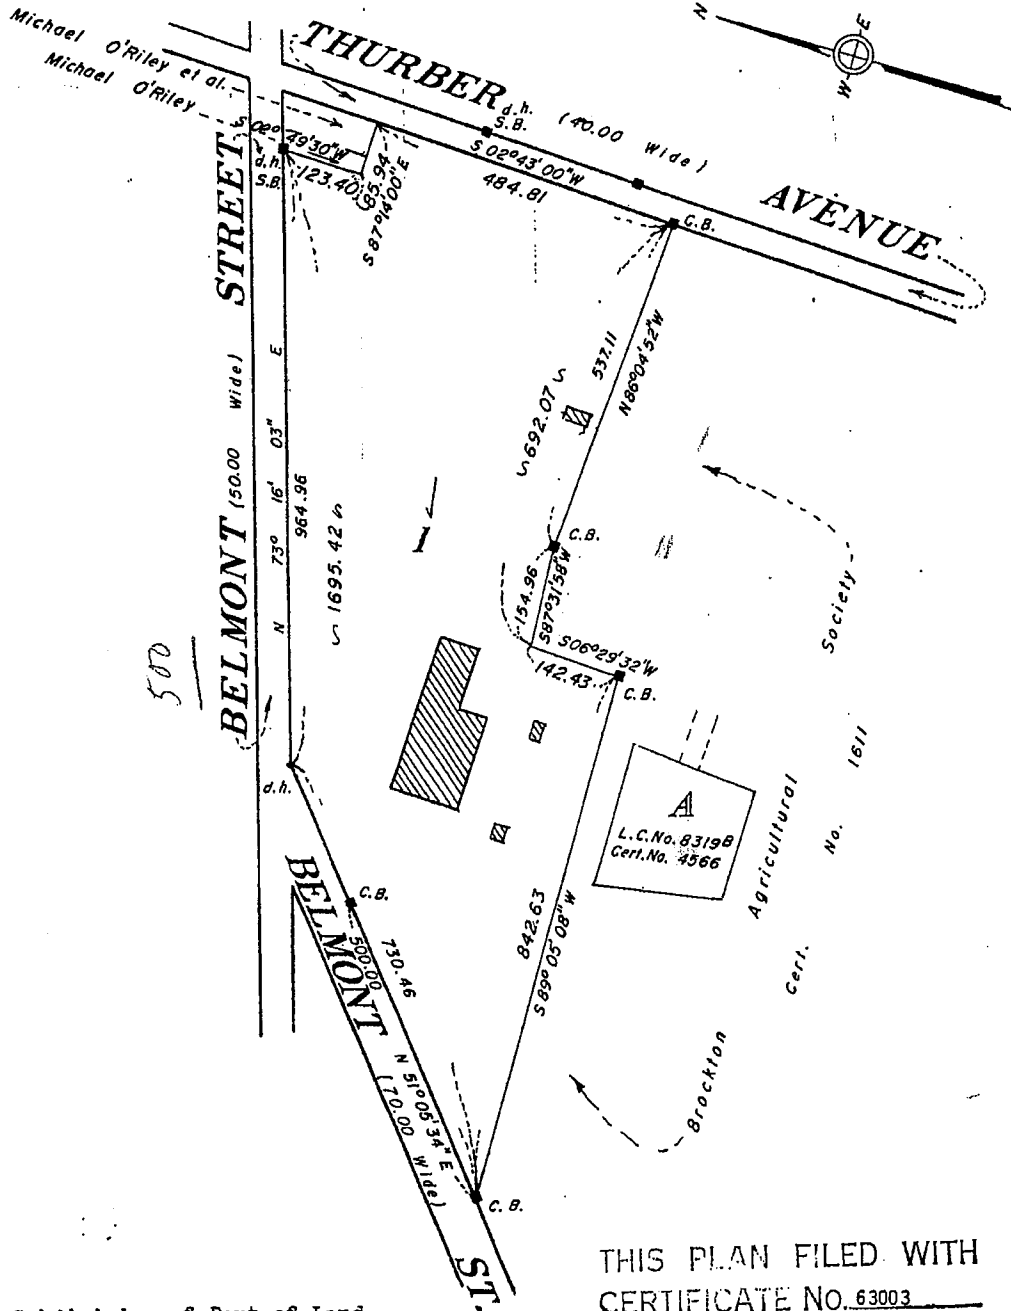 Michael O'Riley et al.
Michael O'Riley
THURBER AVENUE
(40.00 Wide)
d.h.
S.B.
N
E
W
S 02° 49'30"W
123.40
85.94
S 87°14'00"E
d.h.
S.B.
S 02°43'00"W
484.81
C.B.
BELMONT STREET
(50.00 Wide)
N 73° 16' 03" E
964.96
1695.42
537.11
N86°04'52"W
692.07
1
C.B.
154.96
S87°31'58"W
S06°29'32"W
142.43
C.B.
500
d.h.
A
L.C.No. 8319B
Cert.No. 4566
842.63
S 89° 05' 08" W
Brockton Agricultural Society
Cert. No. 1611
BELMONT ST.
C.B.
500.00
730.46
N 51°05'34" E
(70.00 Wide)
C.B.
THIS PLAN FILED WITH
CERTIFICATE No. 63003